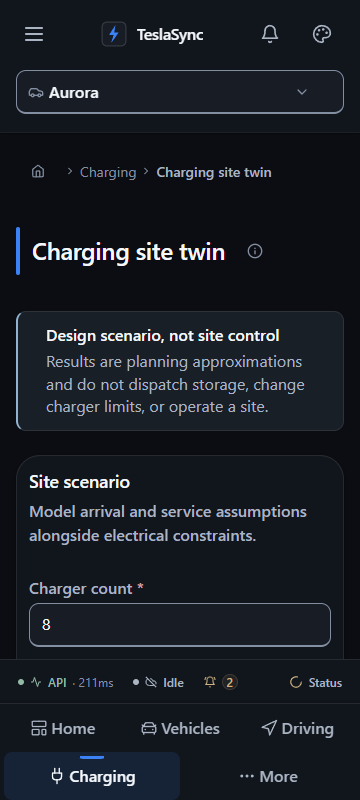 TeslaSync
Aurora
Charging
Charging site twin
Charging site twin
Design scenario, not site control
Results are planning approximations
and do not dispatch storage, change
charger limits, or operate a site.
Site scenario
Model arrival and service assumptions
alongside electrical constraints.
Charger count *
8
API · 211ms
Idle
2
Status
Home
Vehicles
Driving
Charging
More